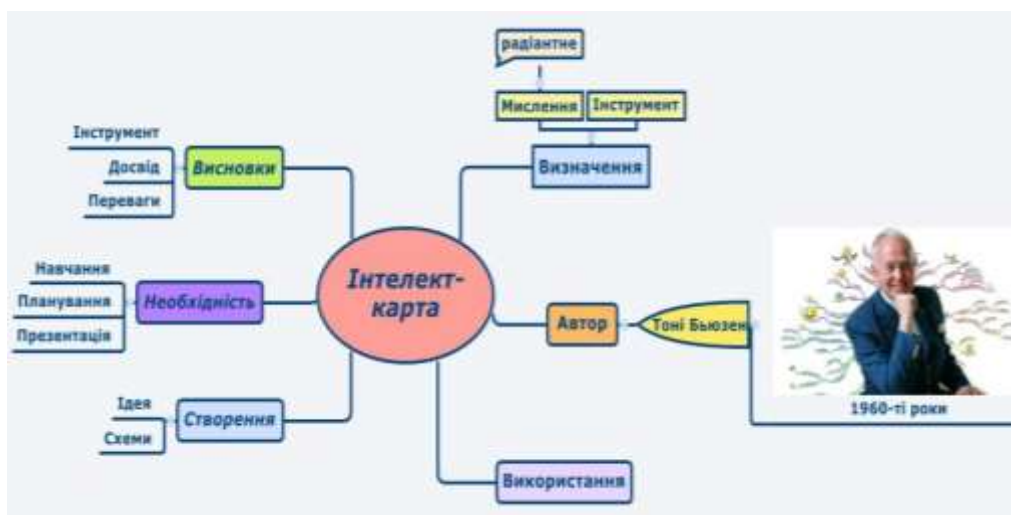 радіантне
Мислення
Інструмент
Визначення
Інструмент
Досвід
Переваги
Висновки
Навчання
Планування
Презентація
Необхідність
Інтелект-
карта
Автор
Тоні Бьюзен
1960-ті роки
Ідея
Схеми
Створення
Використання